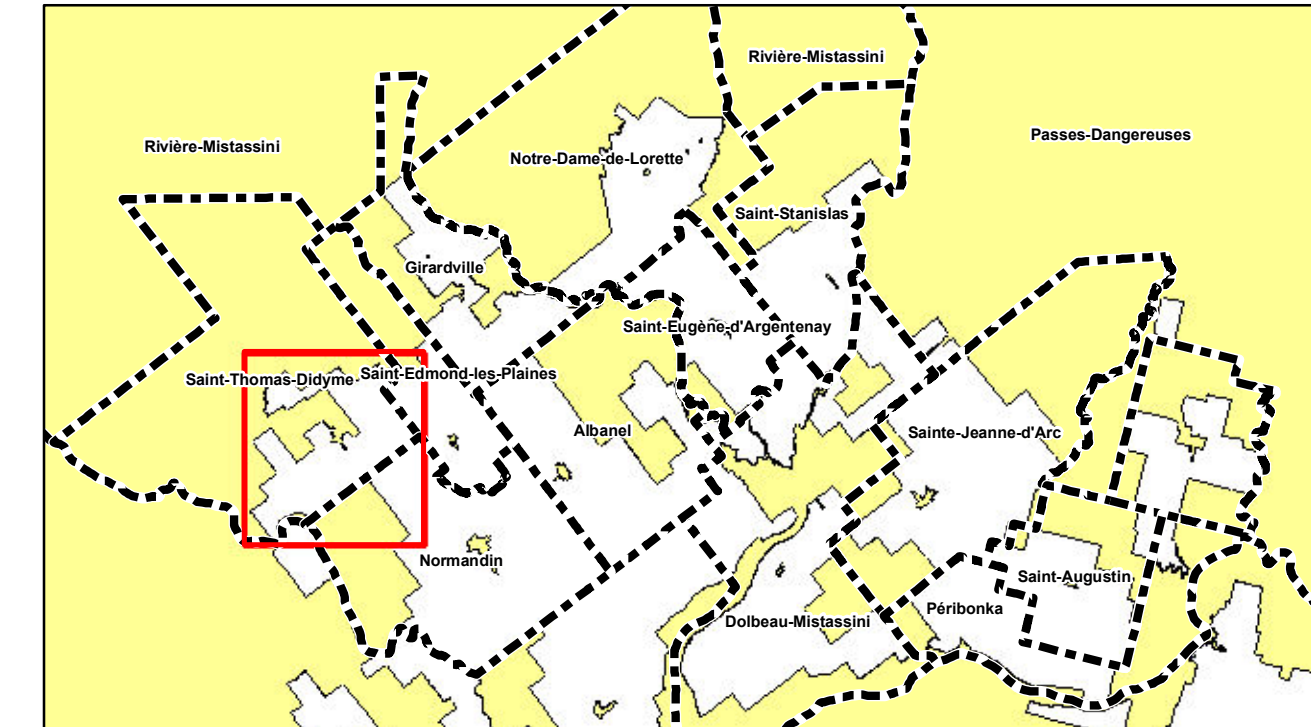 Rivière-Mistassini
Passes-Dangereuses
Rivière-Mistassini
Notre-Dame-de-Lorette
Saint-Stanislas
Girardville
Saint-Eugène-d'Argentenay
Saint-Thomas-Didyme
Saint-Edmond-les-Plaines
Albanel
Sainte-Jeanne-d'Arc
Normandin
Saint-Augustin
Péribonka
Dolbeau-Mistassini